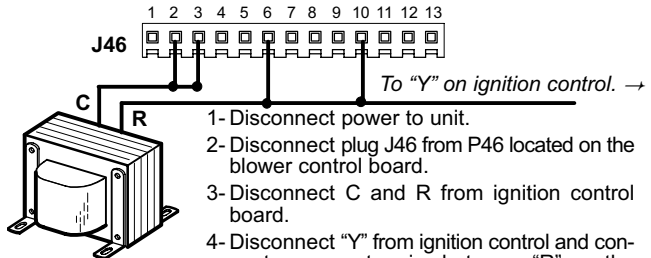 1 2 3 4 5 6 7 8 9 10 11 12 13
J46
To “Y” on ignition control. →
C
R
1- Disconnect power to unit.
2- Disconnect plug J46 from P46 located on the
blower control board.
3- Disconnect C and R from ignition control
board.
4- Disconnect “Y” from ignition control and con-